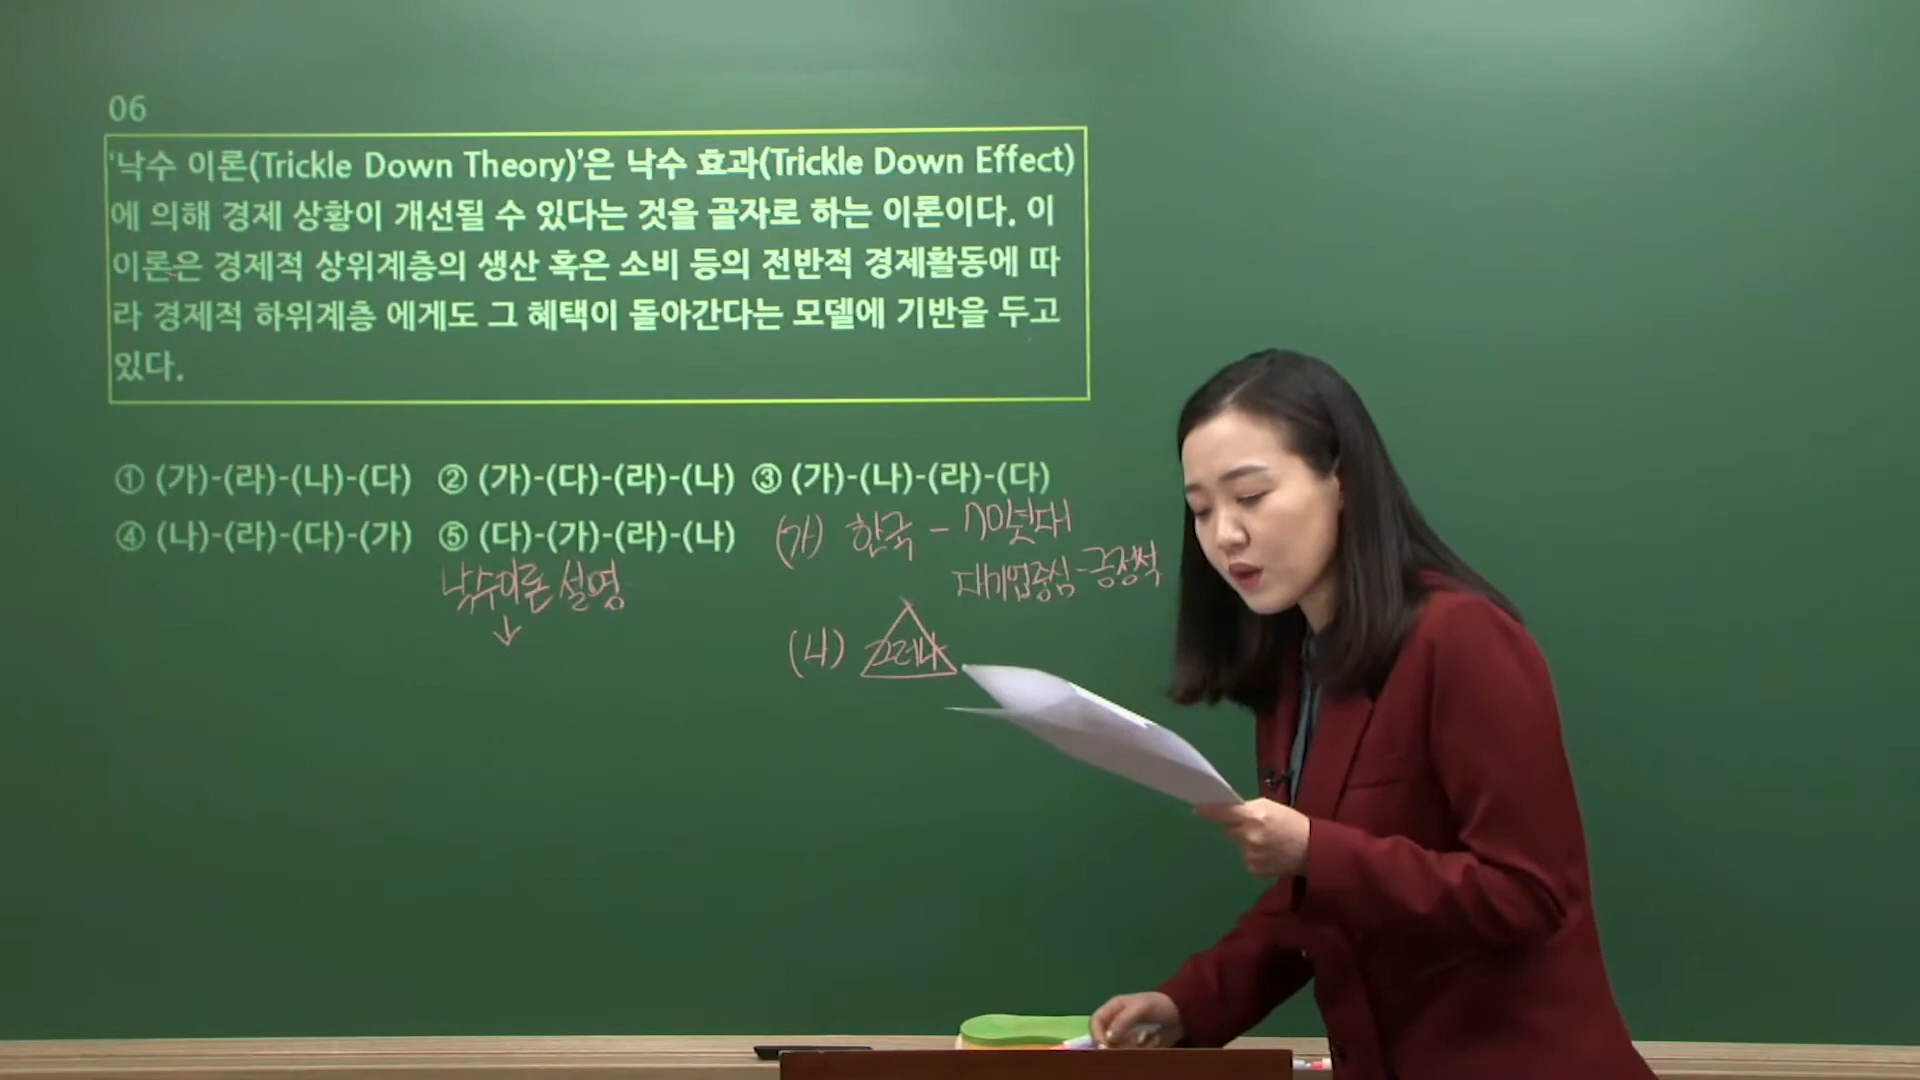 06
'낙수 이론(Trickle Down Theory)'은 낙수 효과(Trickle Down Effect)
에 의해 경제 상황이 개선될 수 있다는 것을 골자로 하는 이론이다. 이
이론은 경제적 상위계층의 생산 혹은 소비 등의 전반적 경제활동에 따
라 경제적 하위계층 에게도 그 혜택이 돌아간다는 모델에 기반을 두고
있다.
① (가)-(라)-(나)-(다) ② (가)-(다)-(라)-(나) ③ (가)-(나)-(라)-(다)
④ (나)-(라)-(다)-(가) ⑤ (다)-(가)-(라)-(나)
낙수이론 설명
↓
(가) 한국 - 70년대
대기업중심-긍정적
(나) 그러나